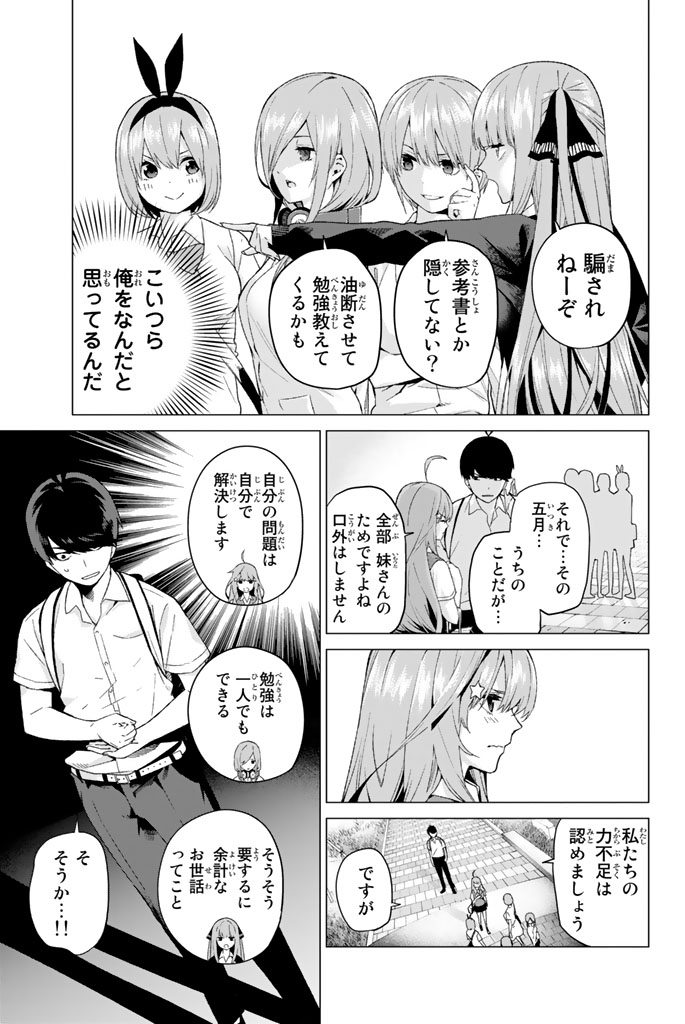 騙され
ねーぞ
参考書とか
隠してない?
油断させて
勉強教えて
くるかも
こいつら
俺をなんだと
思ってるんだ
それで…その
五月…
うちの
ことだが…
全部 妹さんの
ためですよね
口外はしません
私たちの
力不足は
認めましょう
ですが
自分の問題は
自分で
解決します
勉強は
一人でも
できる
そうそう
要するに
余計な
お世話
ってこと
そ
そうか…!!